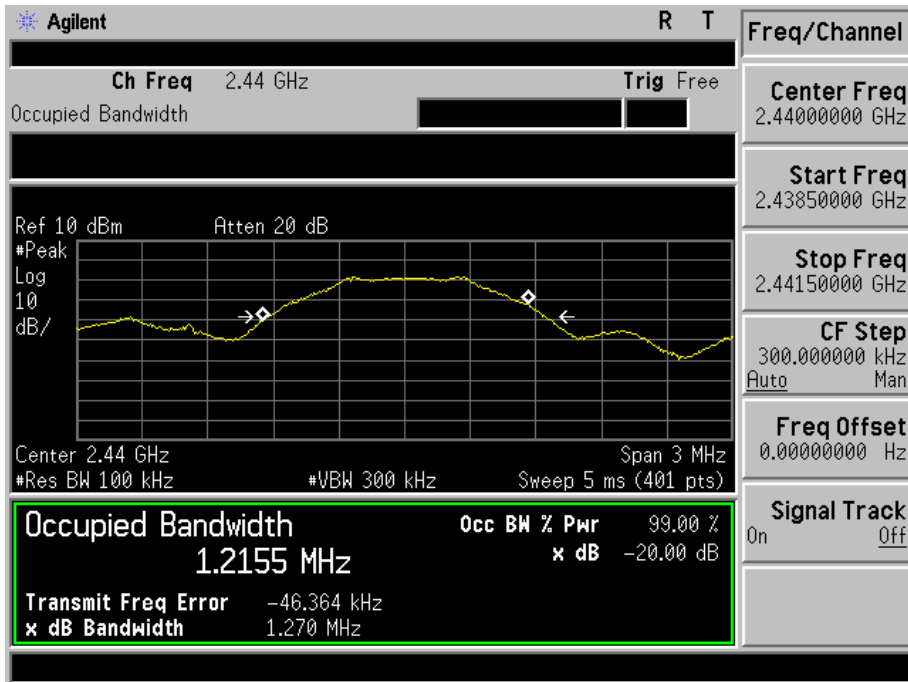 Agilent R T
Ch Freq 2.44 GHz Trig Free
Occupied Bandwidth
Ref 10 dBm Atten 20 dB
#Peak
Log
10
dB/
Center 2.44 GHz Span 3 MHz
#Res BW 100 kHz #VBW 300 kHz Sweep 5 ms (401 pts)
Occupied Bandwidth
1.2155 MHz
Occ BW % Pwr 99.00 %
x dB -20.00 dB
Transmit Freq Error -46.364 kHz
x dB Bandwidth 1.270 MHz
Freq/Channel
Center Freq
2.44000000 GHz
Start Freq
2.43850000 GHz
Stop Freq
2.44150000 GHz
CF Step
300.000000 kHz
Auto Man
Freq Offset
0.00000000 Hz
Signal Track
On Off